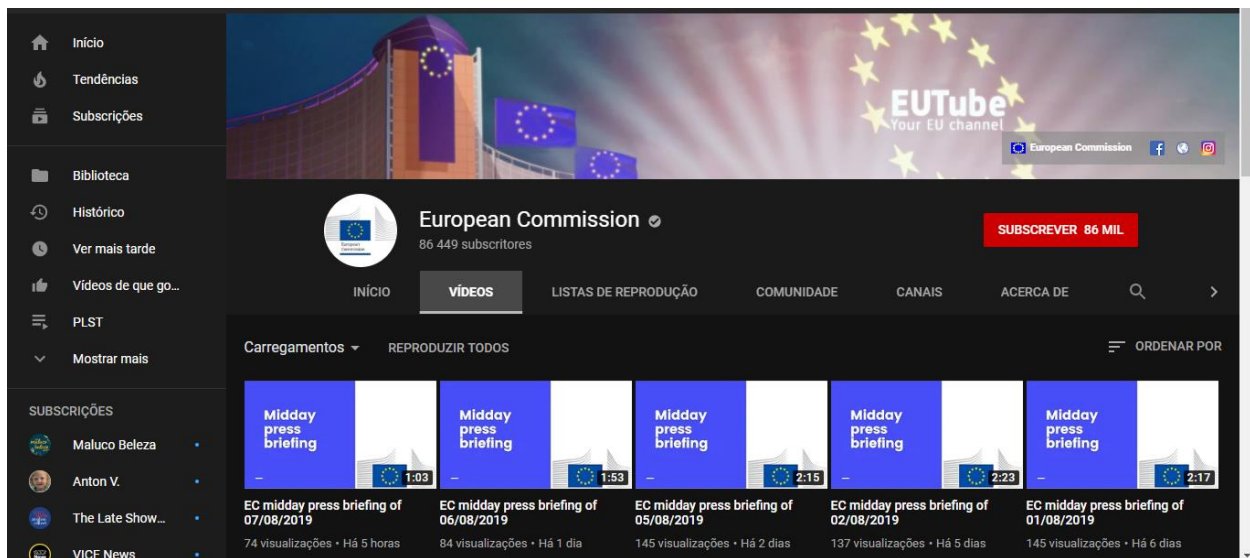 Início
Tendências
Subscrições
Biblioteca
Histórico
Ver mais tarde
Vídeos de que go...
PLST
Mostrar mais
SUBSCRIÇÕES
Maluco Beleza
Anton V.
The Late Show...
VICE News
EUTube
Your EU channel
European Commission
European Commission
86 449 subscritores
SUBSCREVER 86 MIL
INÍCIO VÍDEOS LISTAS DE REPRODUÇÃO COMUNIDADE CANAIS ACERCA DE
Carregamentos REPRODUZIR TODOS ORDENAR POR
Midday
press
briefing
1:03
EC midday press briefing of
07/08/2019
74 visualizações • Há 5 horas
Midday
press
briefing
1:53
EC midday press briefing of
06/08/2019
84 visualizações • Há 1 dia
Midday
press
briefing
2:15
EC midday press briefing of
05/08/2019
145 visualizações • Há 2 dias
Midday
press
briefing
2:23
EC midday press briefing of
02/08/2019
137 visualizações • Há 5 dias
Midday
press
briefing
2:17
EC midday press briefing of
01/08/2019
145 visualizações • Há 6 dias